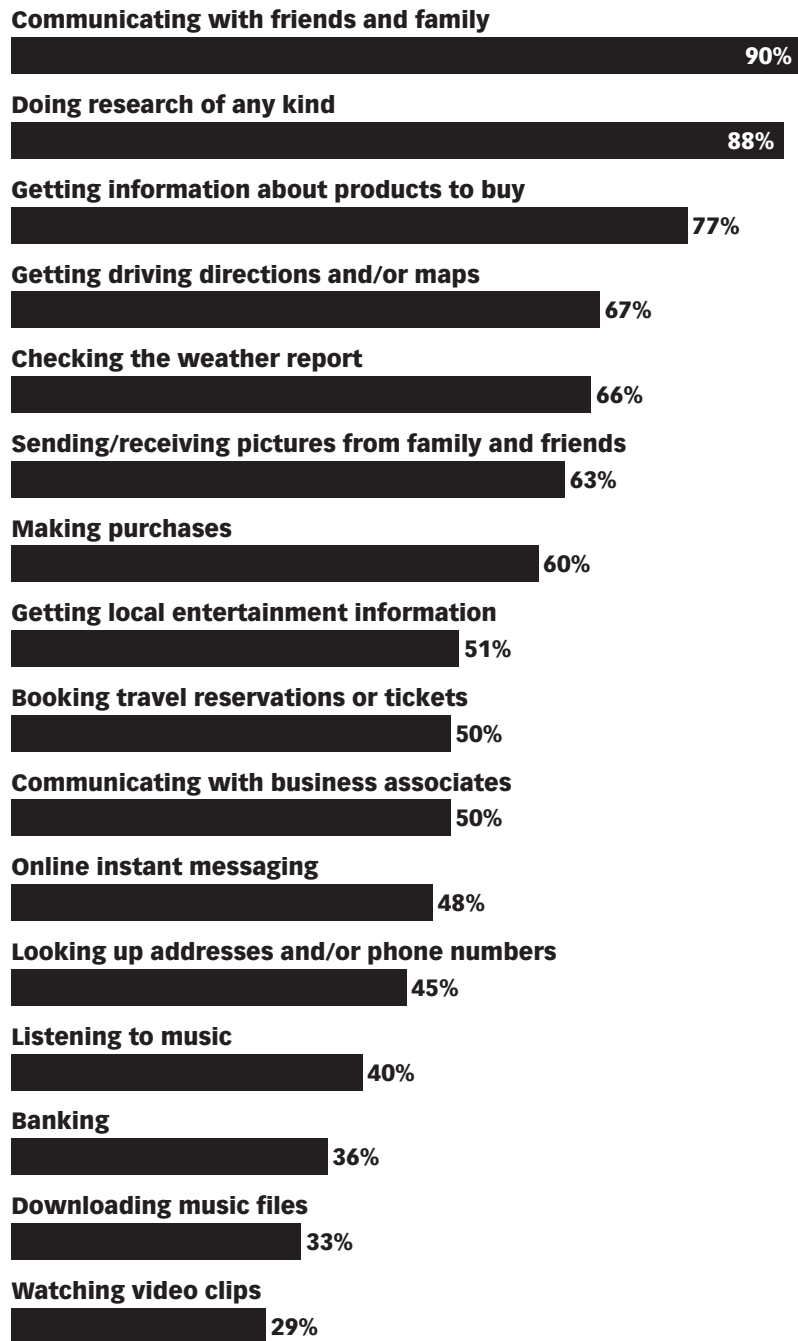 Communicating with friends and family
90%
Doing research of any kind
88%
Getting information about products to buy
77%
Getting driving directions and/or maps
67%
Checking the weather report
66%
Sending/receiving pictures from family and friends
63%
Making purchases
60%
Getting local entertainment information
51%
Booking travel reservations or tickets
50%
Communicating with business associates
50%
Online instant messaging
48%
Looking up addresses and/or phone numbers
45%
Listening to music
40%
Banking
36%
Downloading music files
33%
Watching video clips
29%